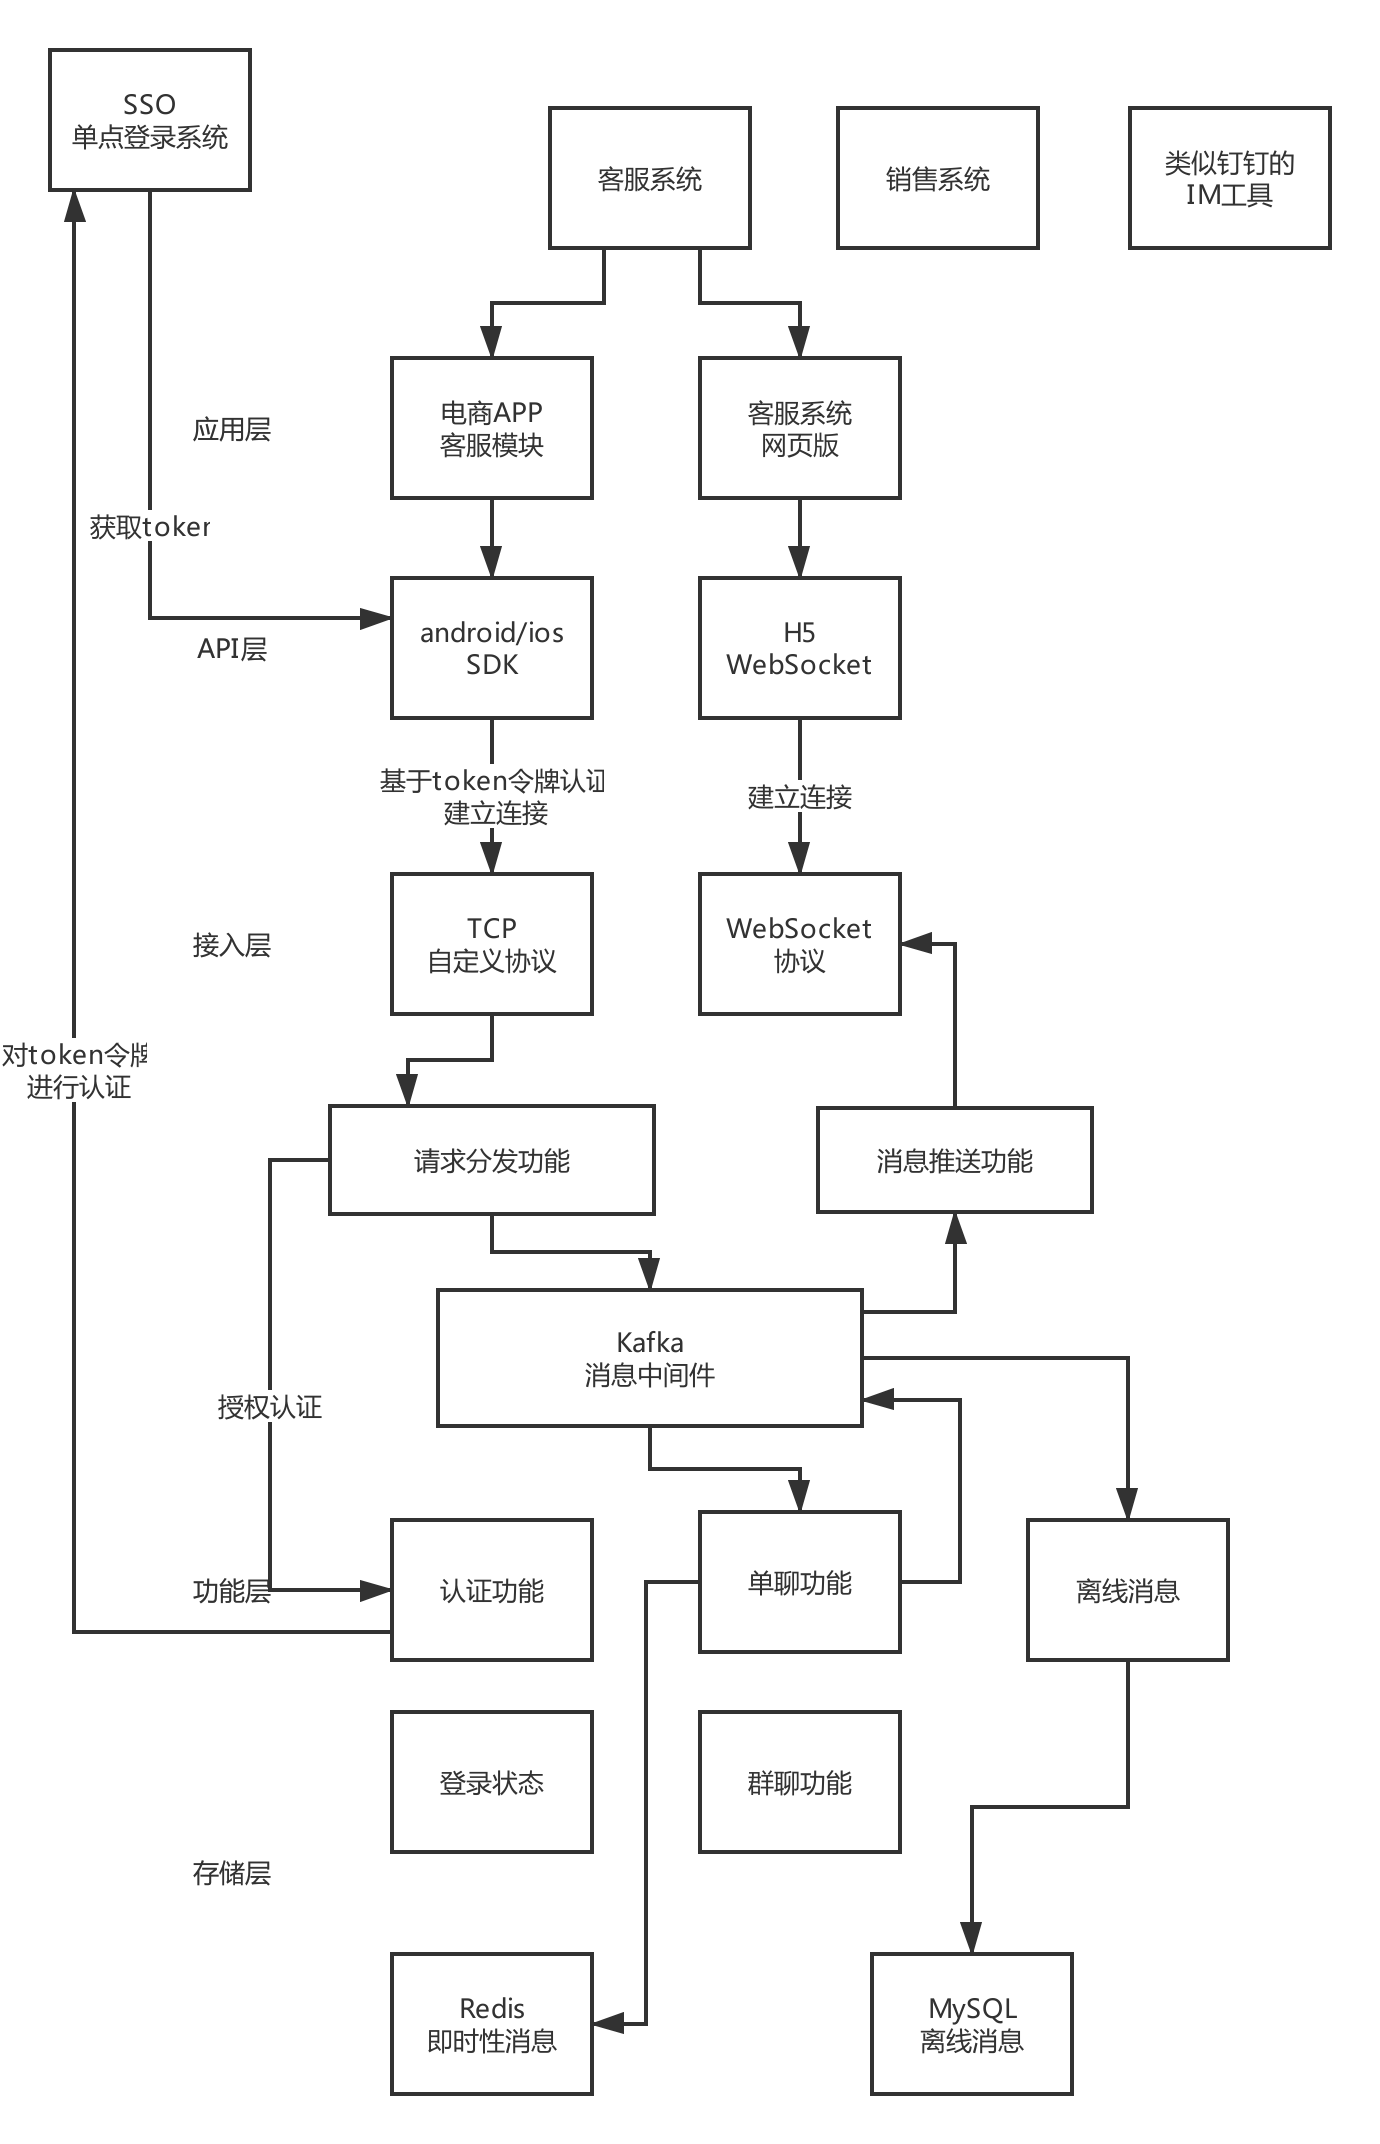 SSO
单点登录系统
客服系统
销售系统
类似钉钉的
IM工具
应用层
电商APP
客服模块
客服系统
网页版
获取token
API层
android/ios
SDK
H5
WebSocket
基于token令牌认证
建立连接
建立连接
接入层
TCP
自定义协议
WebSocket
协议
对token令牌
进行认证
请求分发功能
消息推送功能
Kafka
消息中间件
授权认证
功能层
认证功能
单聊功能
离线消息
登录状态
群聊功能
存储层
Redis
即时性消息
MySQL
离线消息